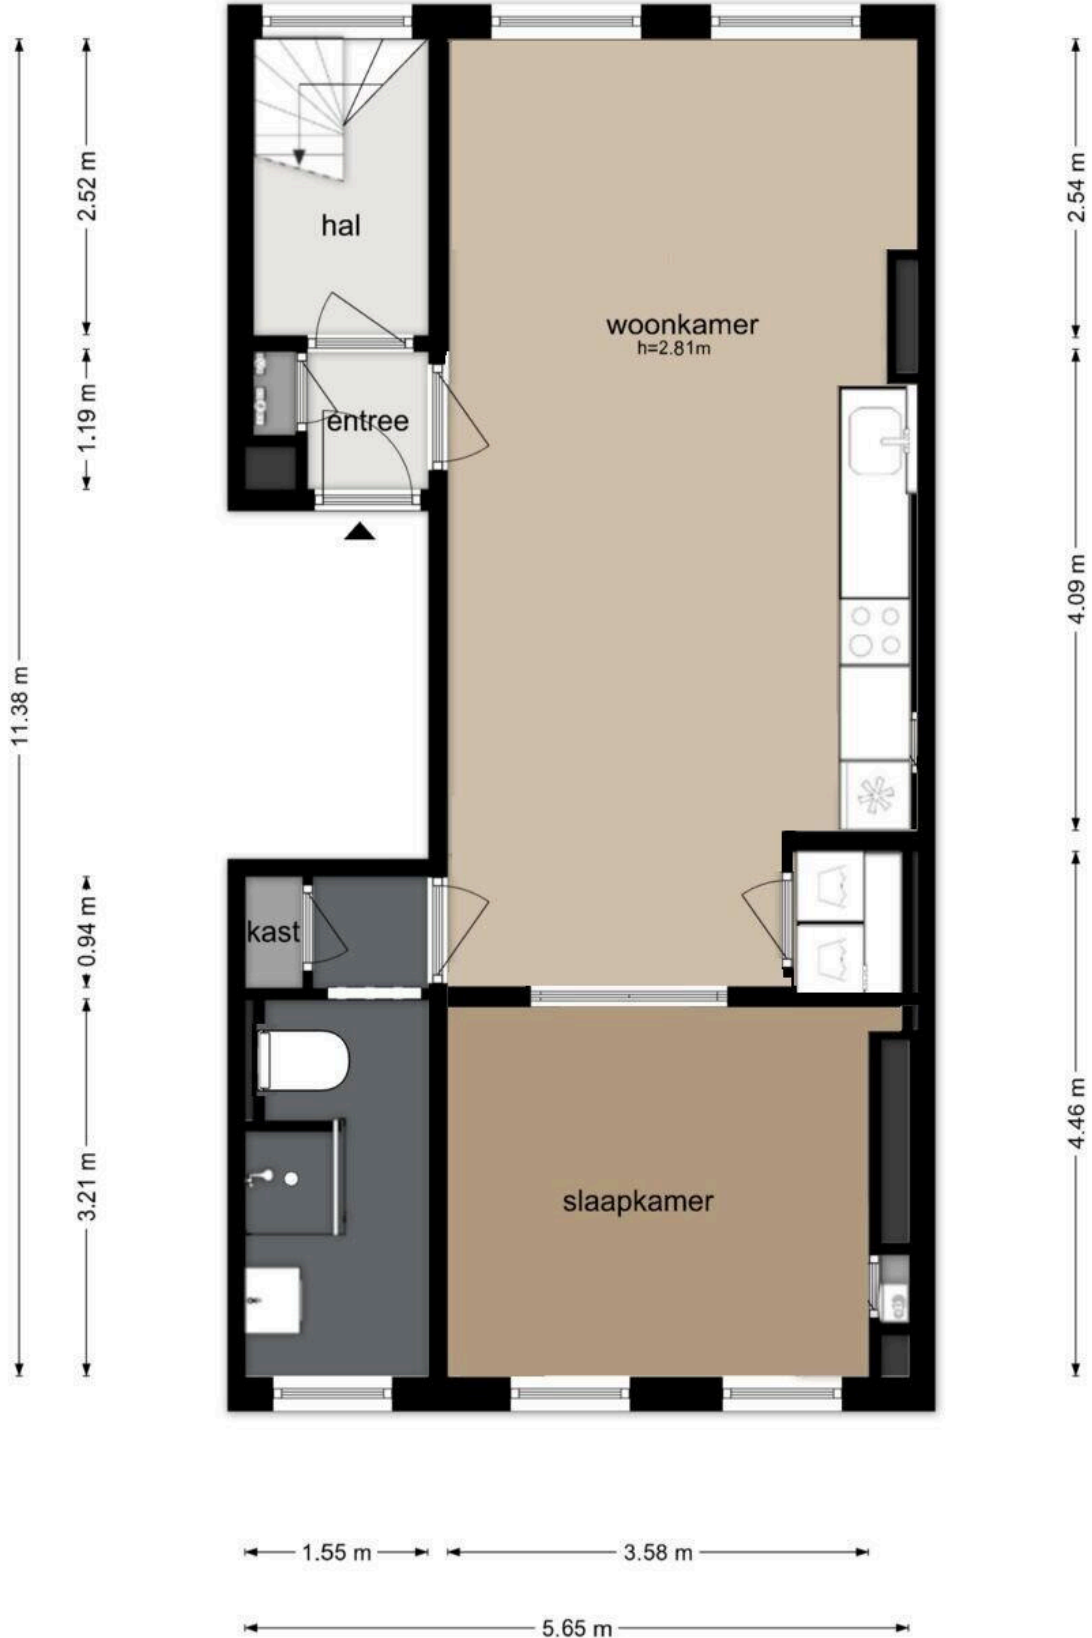 2.52 m
2.54 m
hal
woonkamer
h=2.81m
1.19 m
entree
4.09 m
11.38 m
kast
0.94 m
4.46 m
3.21 m
slaapkamer
1.55 m
3.58 m
5.65 m